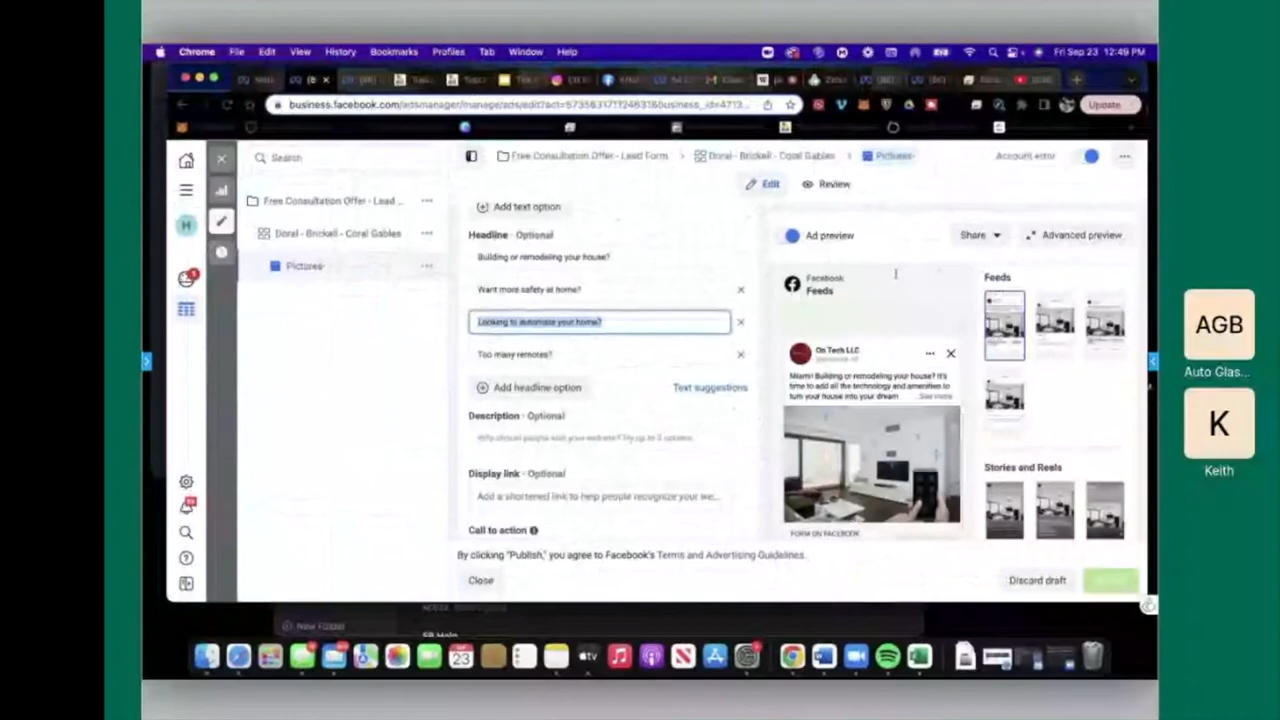 Chrome File Edit View History Bookmarks Profiles Tab Window Help
Fri Sep 23 12:49 PM
Update
Search
Free Consultation Offer - Lead Form
Doral - Brickell - Coral Gables
Pictures
Account error
Edit
Review
Free Consultation Offer - Lead ...
Doral - Brickell - Coral Gables
Pictures
Add text option
Headline · Optional
Building or remodeling your house?
Want more safety at home?
Looking to automate your home?
Too many remotes?
Add headline option
Text suggestions
Description · Optional
Display link · Optional
Add a shortened link to help people recognize your we...
Call to action
By clicking "Publish," you agree to Facebook's Terms and Advertising Guidelines.
Close
Discard draft
Ad preview
Share
Advanced preview
Facebook
Feeds
On Tech LLC
Miami! Building or remodeling your house? It's
time to add all the technology and amenities to
turn your house into your dream
...See more
FORM ON FACEBOOK
Feeds
Stories and Reels
New Folder
SEP
23
tv
AGB
Auto Glas...
K
Keith